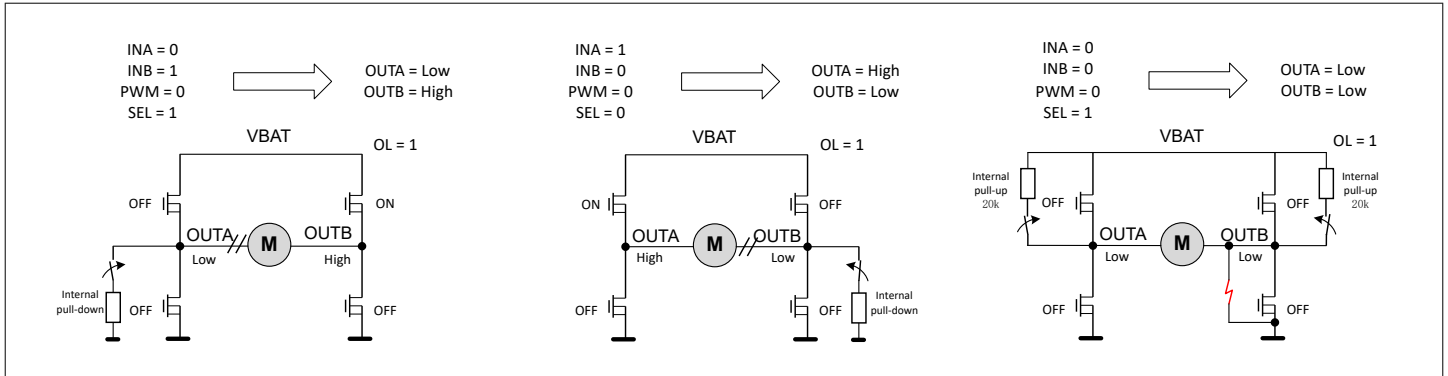 INA = 0
INB = 1
PWM = 0
SEL = 1
OUTA = Low
OUTB = High
VBAT
OL = 1
OFF
ON
OUTA
M
OUTB
Low
High
Internal
pull-down
OFF
OFF
INA = 1
INB = 0
PWM = 0
SEL = 0
OUTA = High
OUTB = Low
VBAT
OL = 1
ON
OFF
OUTA
M
OUTB
High
Low
OFF
OFF
Internal
pull-down
INA = 0
INB = 0
PWM = 0
SEL = 1
OUTA = Low
OUTB = Low
VBAT
OL = 1
Internal
pull-up
20k
OFF
OFF
Internal
pull-up
20k
OUTA
M
OUTB
Low
Low
OFF
OFF